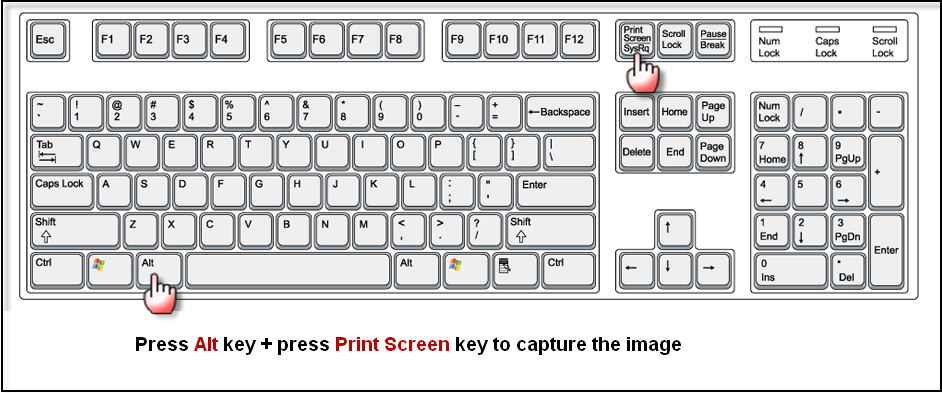 Esc F1 F2 F3 F4 F5 F6 F7 F8 F9 F10 F11 F12 Print Screen SysRq Scroll Lock Pause Break Num Lock Caps Lock Scroll Lock
~ ` ! 1 @ 2 # 3 $ 4 % 5 ^ 6 & 7 * 8 ( 9 ) 0 – - + = ←Backspace Insert Home Page Up Num Lock / * -
Tab Q W E R T Y U I O P { [ } ] | \ Delete End Page Down 7 Home 8 ↑ 9 PgUp +
Caps Lock A S D F G H J K L : ; " ' Enter 4 ← 5 6 →
Shift Z X C V B N M < , > . ? / Shift ↑ 1 End 2 ↓ 3 PgDn Enter
Ctrl Alt Alt Ctrl ← ↓ → 0 Ins • Del
Press Alt key + press Print Screen key to capture the image